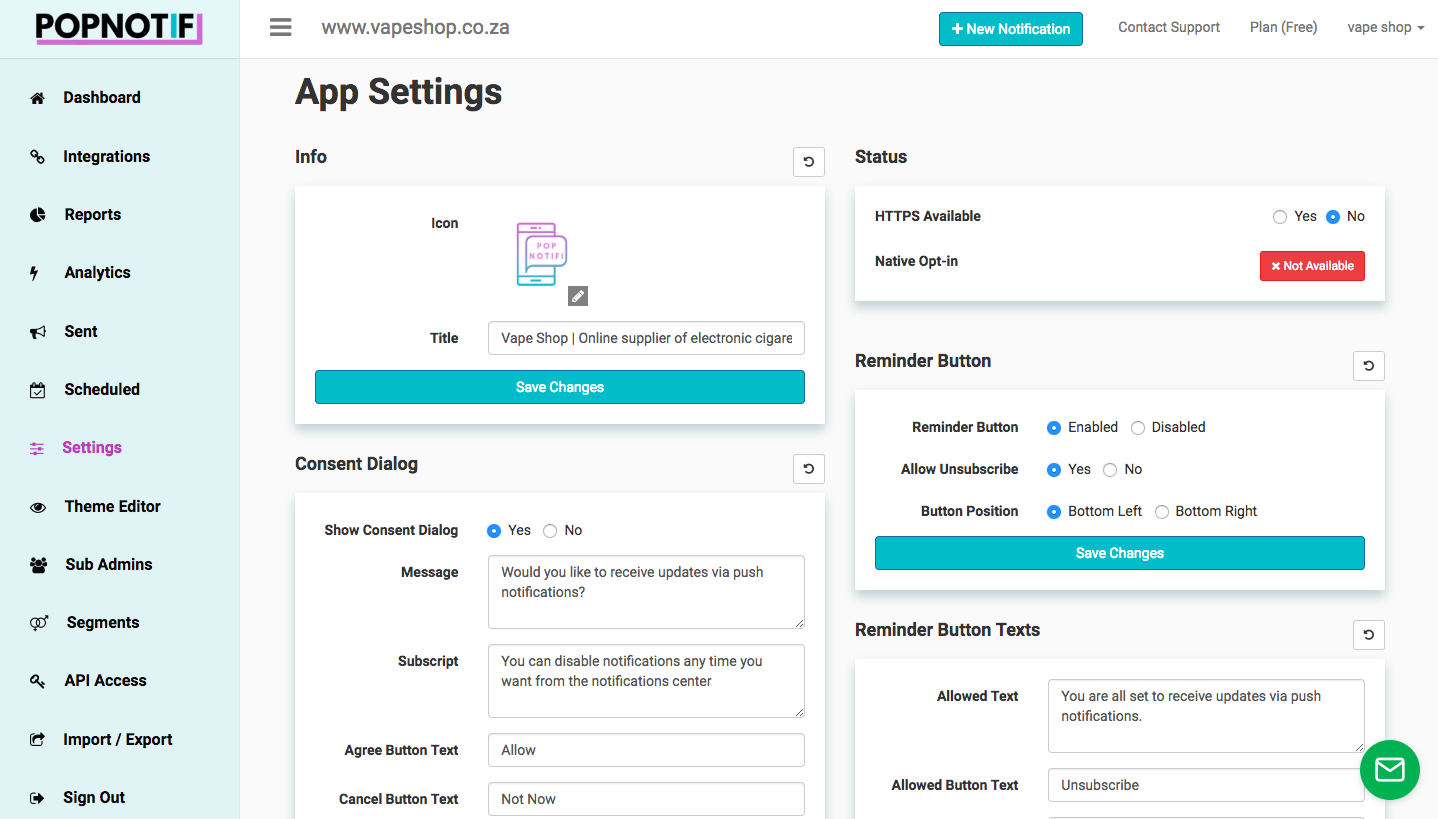 POPNOTIFI
www.vapeshop.co.za
New Notification
Contact Support
Plan (Free)
vape shop
Dashboard
Integrations
Reports
Analytics
Sent
Scheduled
Settings
Theme Editor
Sub Admins
Segments
API Access
Import / Export
Sign Out
App Settings
Info
Icon
POP
NOTIFI
Title
Vape Shop | Online supplier of electronic cigare
Save Changes
Consent Dialog
Show Consent Dialog
Yes
No
Message
Would you like to receive updates via push
notifications?
Subscript
You can disable notifications any time you
want from the notifications center
Agree Button Text
Allow
Cancel Button Text
Not Now
Status
HTTPS Available
Yes
No
Native Opt-in
Not Available
Reminder Button
Reminder Button
Enabled
Disabled
Allow Unsubscribe
Yes
No
Button Position
Bottom Left
Bottom Right
Save Changes
Reminder Button Texts
Allowed Text
You are all set to receive updates via push
notifications.
Allowed Button Text
Unsubscribe